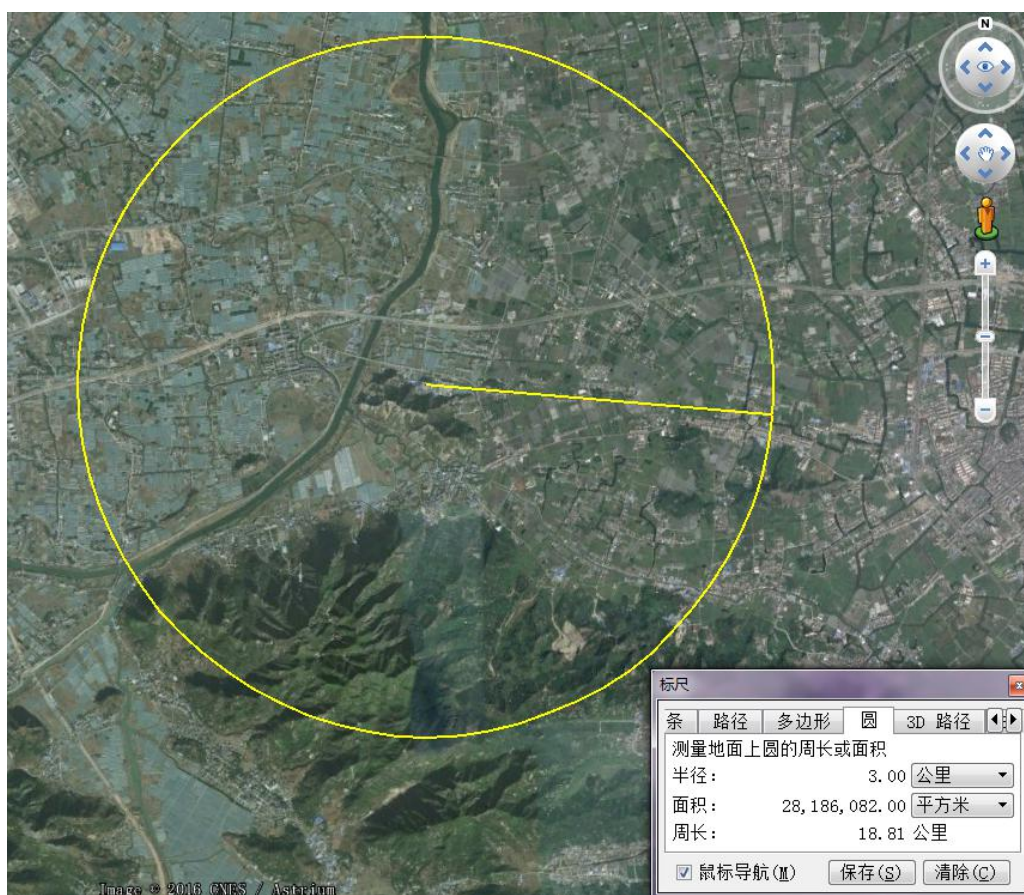 N
标尺
条 路径 多边形 圆 3D 路径
测量地面上圆的周长或面积
半径： 3.00 公里
面积： 28,186,082.00 平方米
周长： 18.81 公里
鼠标导航(M) 保存(S) 清除(C)
Image © 2016 CNES / Astrium